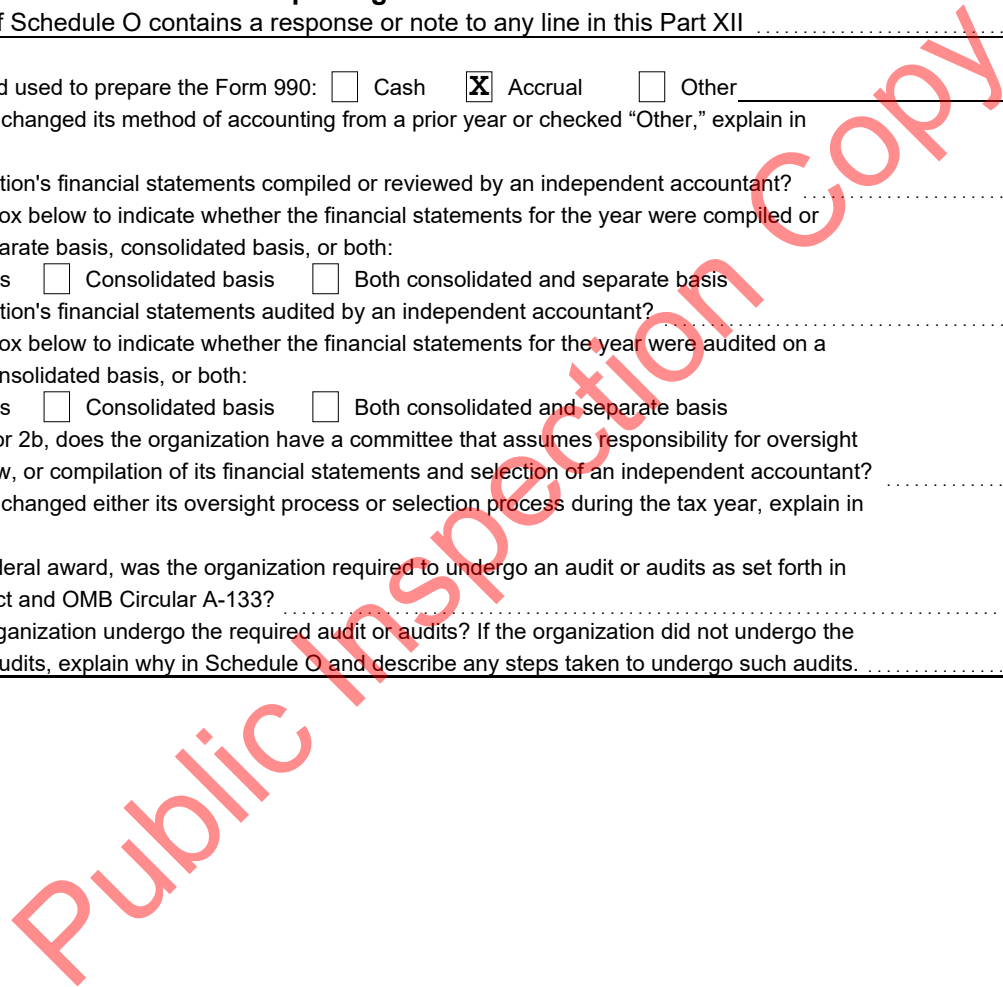 f Schedule O contains a response or note to any line in this Part XII
d used to prepare the Form 990: Cash X Accrual Other
changed its method of accounting from a prior year or checked “Other,” explain in
tion's financial statements compiled or reviewed by an independent accountant?
ox below to indicate whether the financial statements for the year were compiled or
arate basis, consolidated basis, or both:
s Consolidated basis Both consolidated and separate basis
tion's financial statements audited by an independent accountant?
ox below to indicate whether the financial statements for the year were audited on a
nsolidated basis, or both:
s Consolidated basis Both consolidated and separate basis
or 2b, does the organization have a committee that assumes responsibility for oversight
w, or compilation of its financial statements and selection of an independent accountant?
changed either its oversight process or selection process during the tax year, explain in
deral award, was the organization required to undergo an audit or audits as set forth in
ct and OMB Circular A-133?
ganization undergo the required audit or audits? If the organization did not undergo the
udits, explain why in Schedule O and describe any steps taken to undergo such audits.
Public Inspection Copy